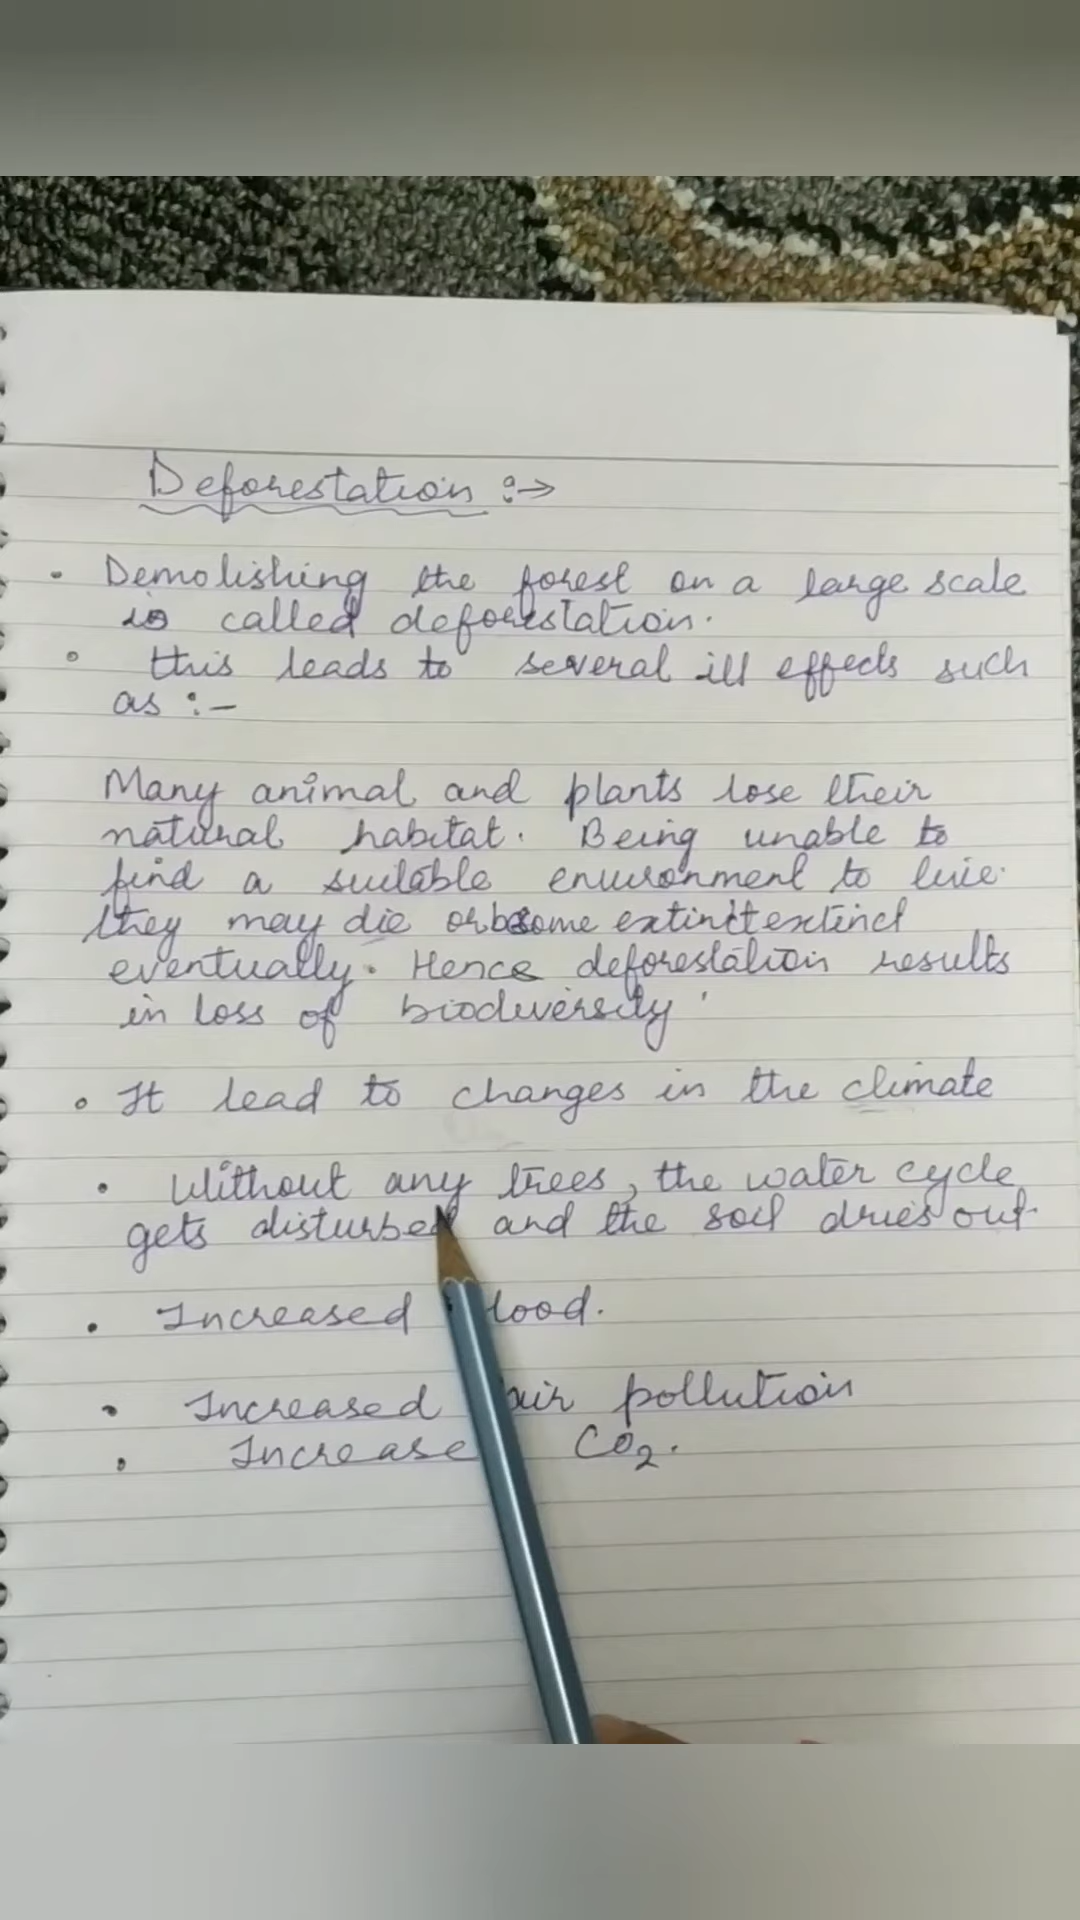 Deforestation :→
• Demolishing the forest on a large scale
is called deforestation.
• this leads to several ill effects such
as :-
Many animal and plants lose their
natural habitat. Being unable to
find a suitable environment to live.
they may die or become extinct extinct
eventually. Hence deforestation results
in loss of biodiversity.
• It lead to changes in the climate
• Without any trees, the water cycle
gets disturbed and the soil dries out.
• Increased lood.
• Increased air pollution
• Increase CO₂.